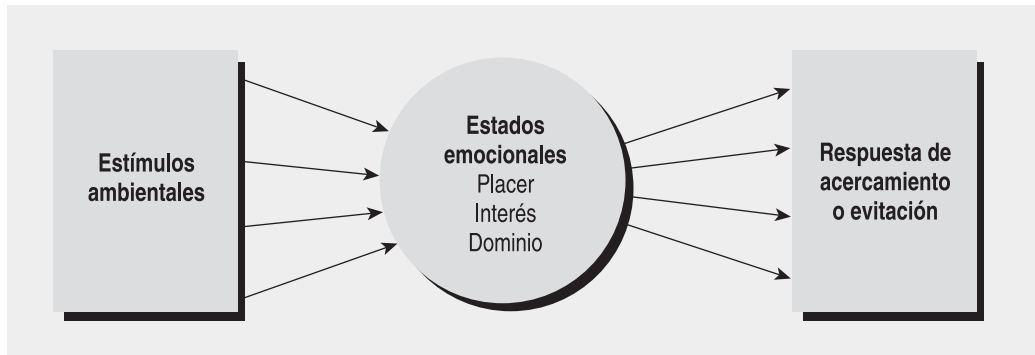 Estímulos
ambientales
Estados
emocionales
Placer
Interés
Dominio
Respuesta de
acercamiento
o evitación